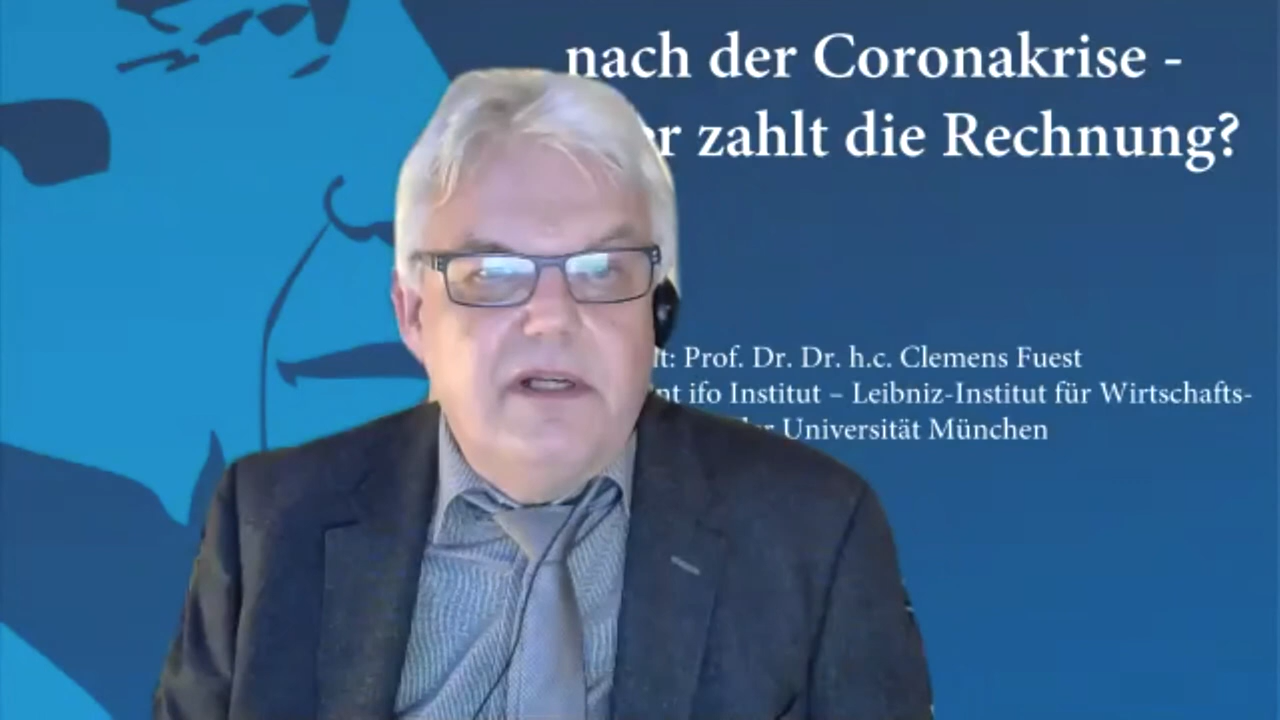 nach der Coronakrise -
zahlt die Rechnung?
Prof. Dr. Dr. h.c. Clemens Fuest
ifo Institut – Leibniz-Institut für Wirtschafts-
Universität München